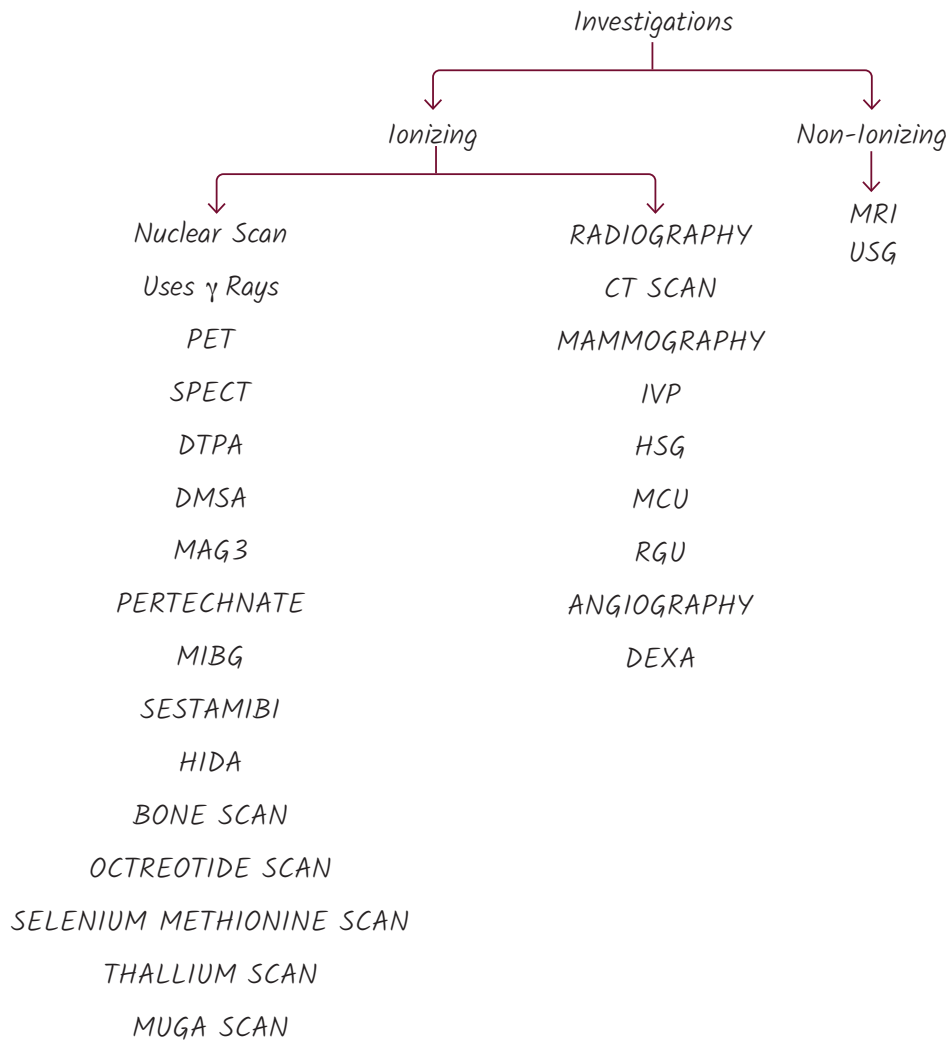 Investigations
Ionizing
Non-Ionizing
Nuclear Scan
Uses γ Rays
PET
SPECT
DTPA
DMSA
MAG3
PERTECHNATE
MIBG
SESTAMIBI
HIDA
BONE SCAN
OCTREOTIDE SCAN
SELENIUM METHIONINE SCAN
THALLIUM SCAN
MUGA SCAN
RADIOGRAPHY
CT SCAN
MAMMOGRAPHY
IVP
HSG
MCU
RGU
ANGIOGRAPHY
DEXA
MRI
USG